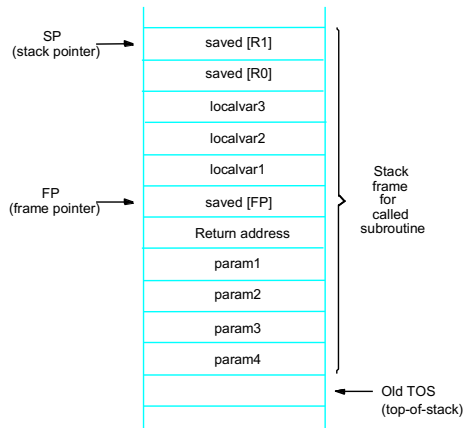 SP
(stack pointer)
saved [R1]
saved [R0]
localvar3
localvar2
localvar1
FP
(frame pointer)
saved [FP]
Return address
param1
param2
param3
param4
Stack
frame
for
called
subroutine
Old TOS
(top-of-stack)